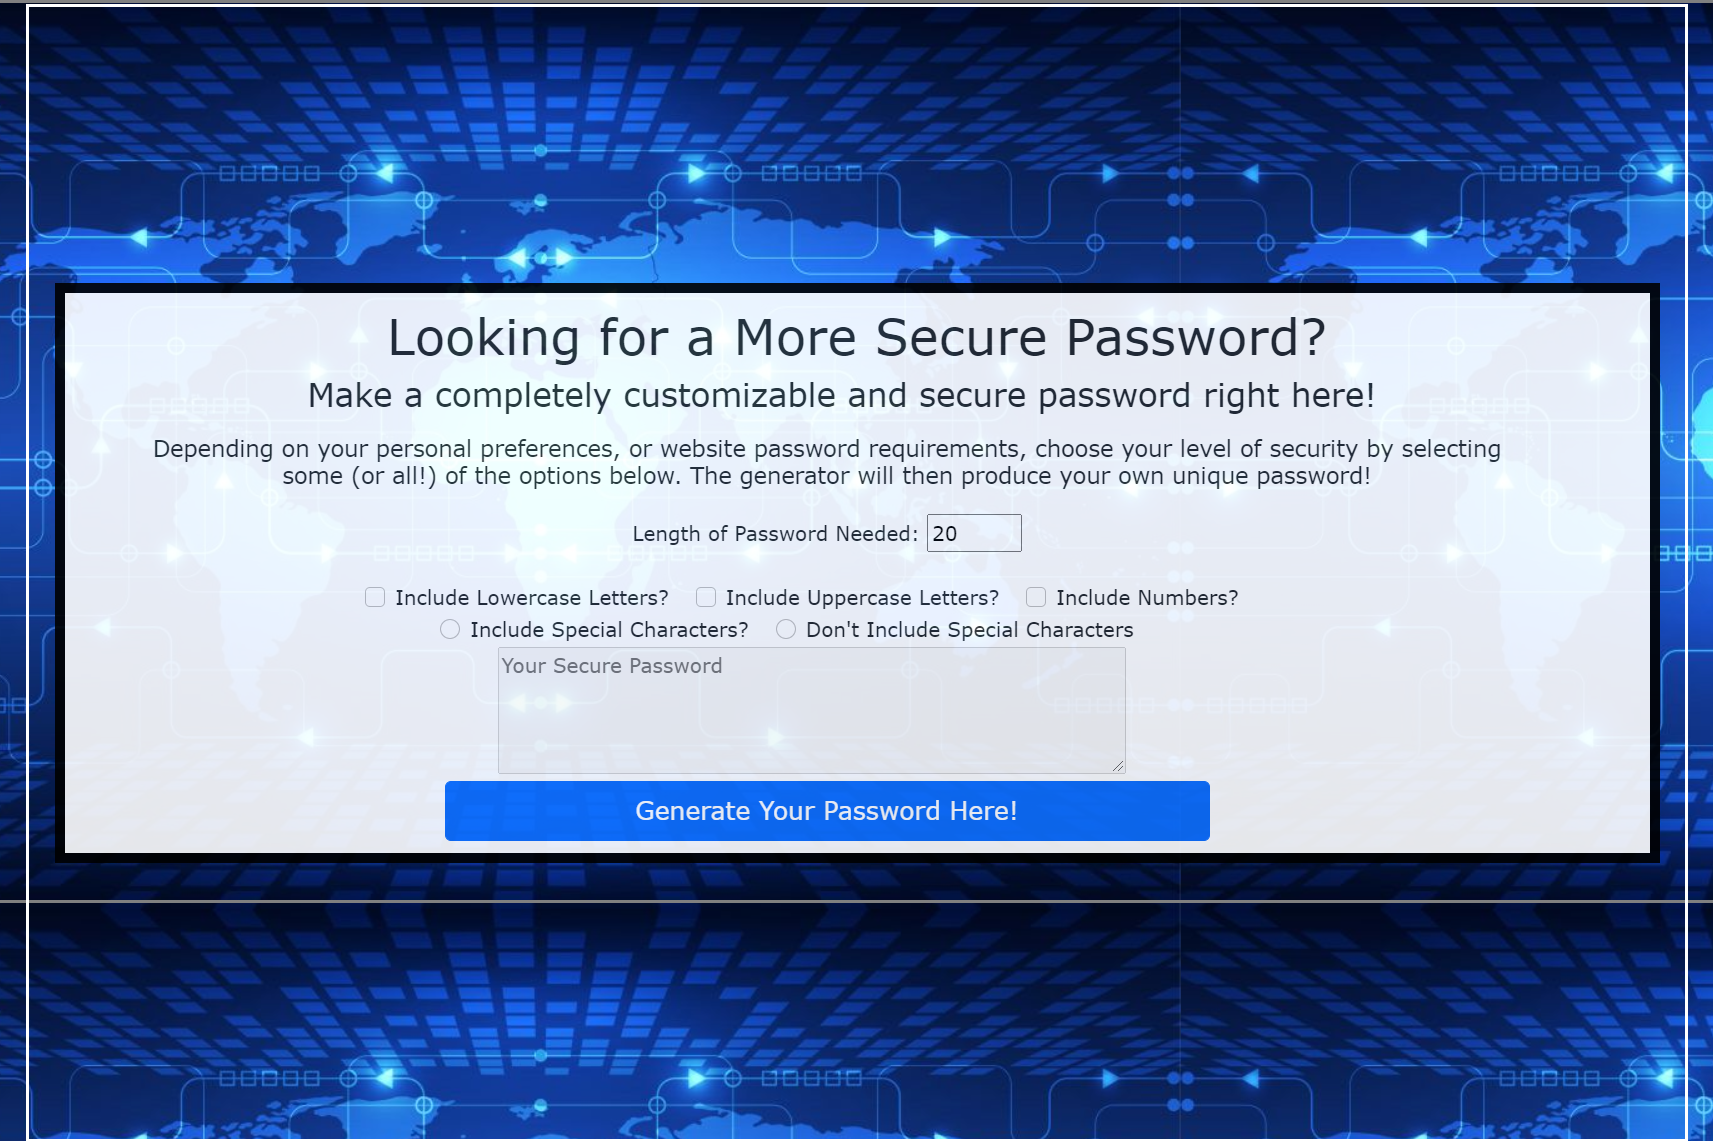 Looking for a More Secure Password?
Make a completely customizable and secure password right here!
Depending on your personal preferences, or website password requirements, choose your level of security by selecting
some (or all!) of the options below. The generator will then produce your own unique password!
Length of Password Needed: 20
Include Lowercase Letters? Include Uppercase Letters? Include Numbers?
Include Special Characters? Don't Include Special Characters
Your Secure Password
Generate Your Password Here!